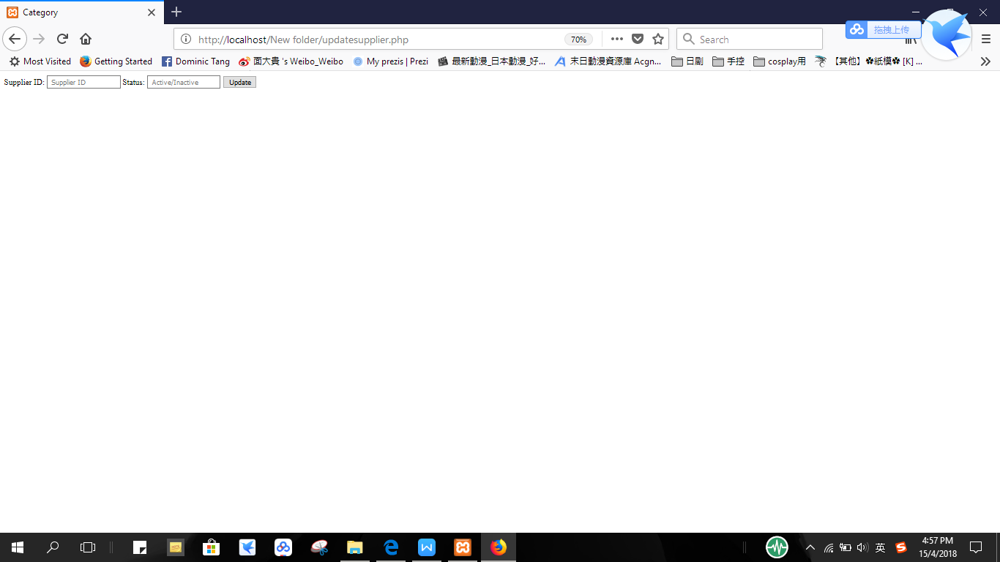 Category
拖拽上传
http://localhost/New folder/updatesupplier.php 70% Search
Most Visited Getting Started Dominic Tang 面大貴 's Weibo_Weibo My prezis | Prezi 最新動漫_日本動漫_好... 末日動漫資源庫 Acgn... 日剧 手控 cosplay用 【其他】✿紙模✿ [K] ...
Supplier ID: Supplier ID Status: Active/Inactive Update
英
4:57 PM
15/4/2018